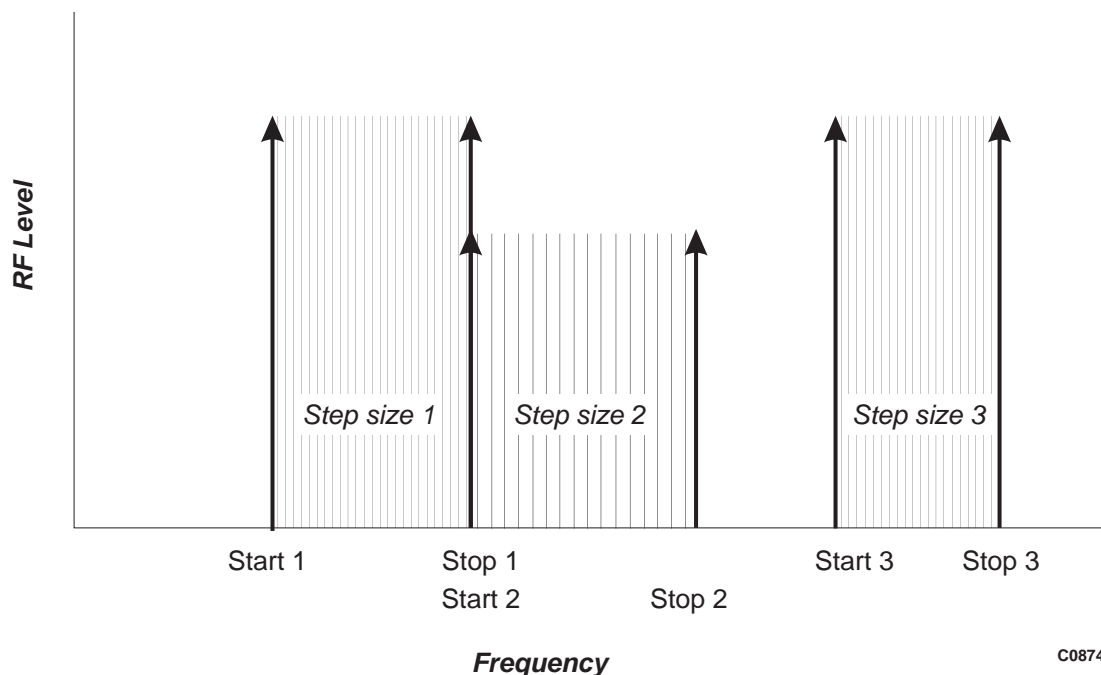 RF Level
Step size 1
Step size 2
Step size 3
Start 1
Stop 1
Start 3
Stop 3
Start 2
Stop 2
Frequency
C0874